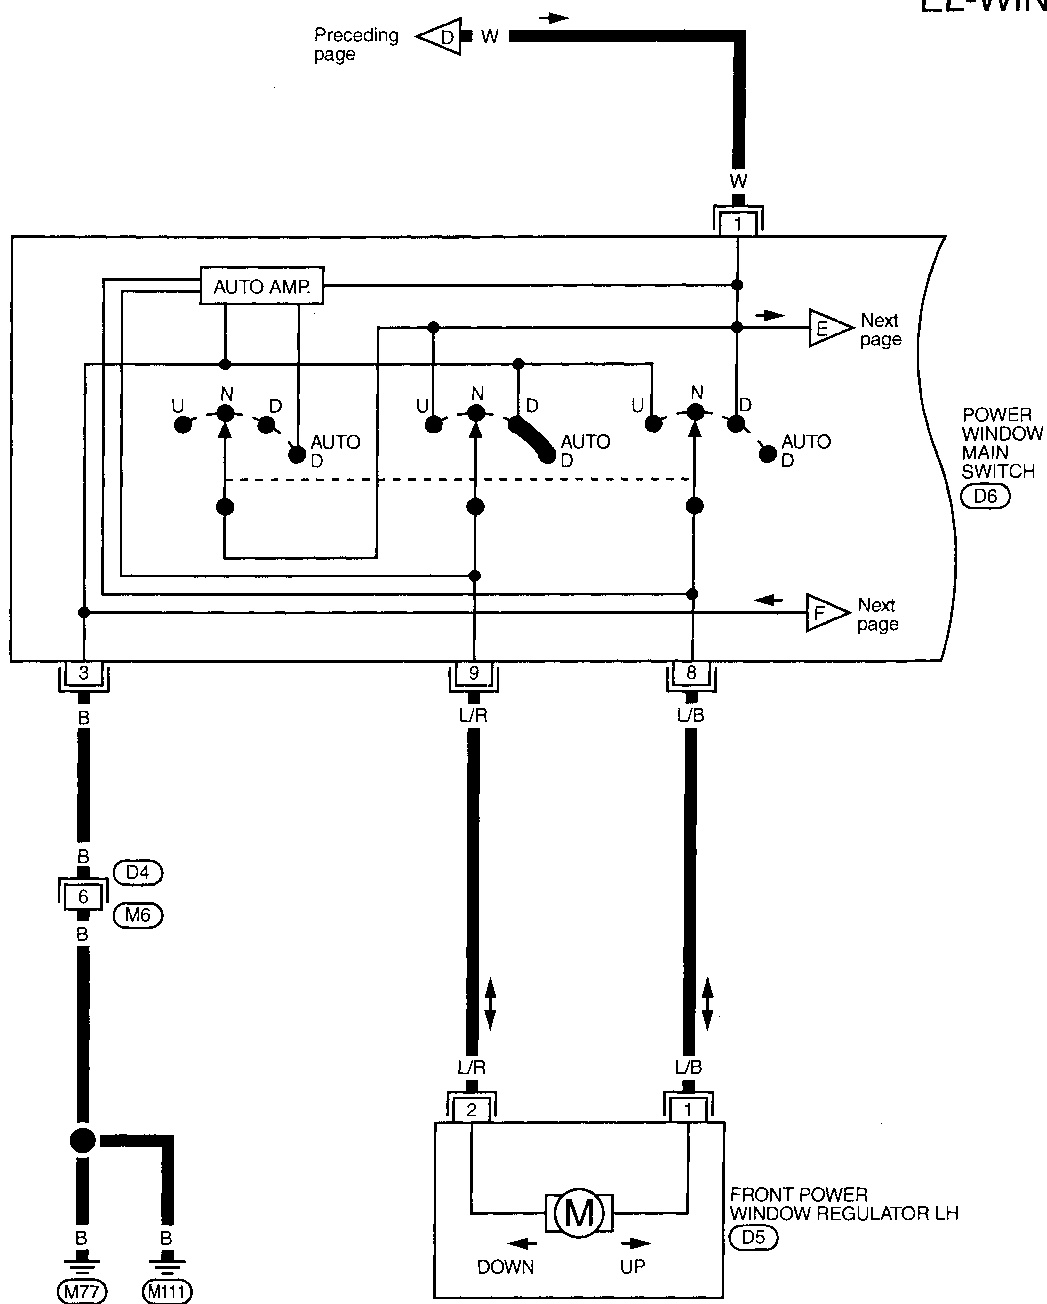 EL-WIN
Preceding
page
D
W
W
1
AUTO AMP.
E
Next
page
U
N
D
AUTO
D
U
N
D
AUTO
D
U
N
D
AUTO
D
POWER
WINDOW
MAIN
SWITCH
D6
F
Next
page
3
9
8
B
L/R
L/B
B
D4
6
M6
B
L/R
L/B
2
1
M
DOWN
UP
FRONT POWER
WINDOW REGULATOR LH
D5
B
B
M77
M111